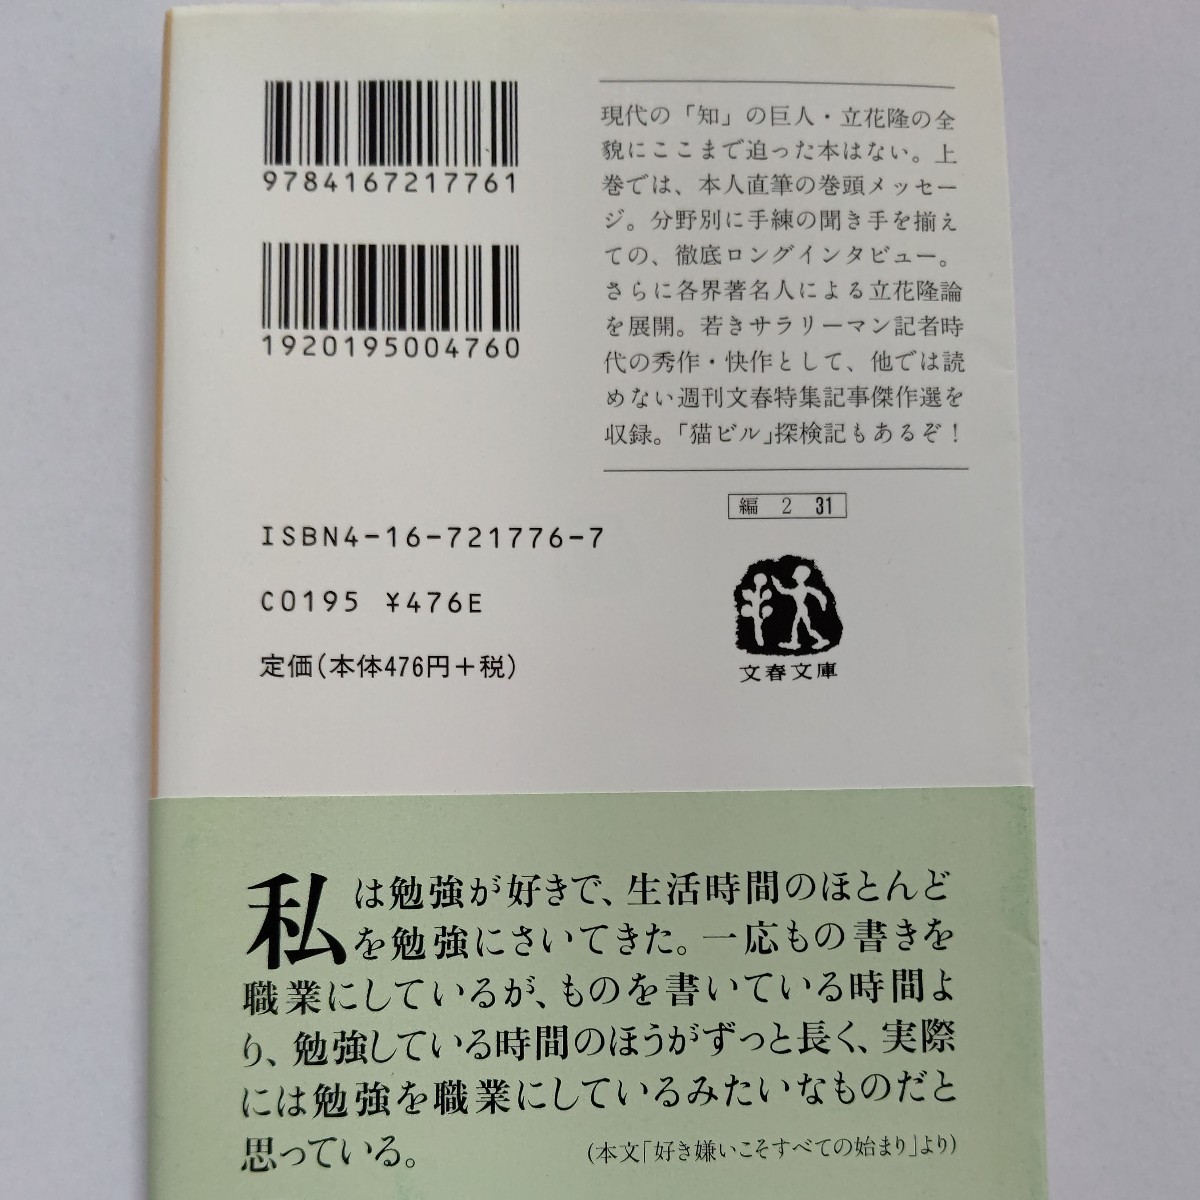 9784167217761
1920195004760
現代の「知」の巨人・立花隆の全
貌にここまで迫った本はない。上
巻では、本人直筆の巻頭メッセー
ジ。分野別に手練の聞き手を揃え
ての、徹底ロングインタビュー。
さらに各界著名人による立花隆論
を展開。若きサラリーマン記者時
代の秀作・快作として、他では読
めない週刊文春特集記事傑作選を
収録。「猫ビル」探検記もあるぞ!
編 2 31
文春文庫
ISBN4-16-721776-7
C0195 ¥476E
定価(本体476円+税)
私は勉強が好きで、生活時間のほとんど
を勉強にさいてきた。一応もの書きを
職業にしているが、ものを書いている時間よ
り、勉強している時間のほうがずっと長く、実際
には勉強を職業にしているみたいなものだと
思っている。
(本文「好き嫌いこそすべての始まり」より)